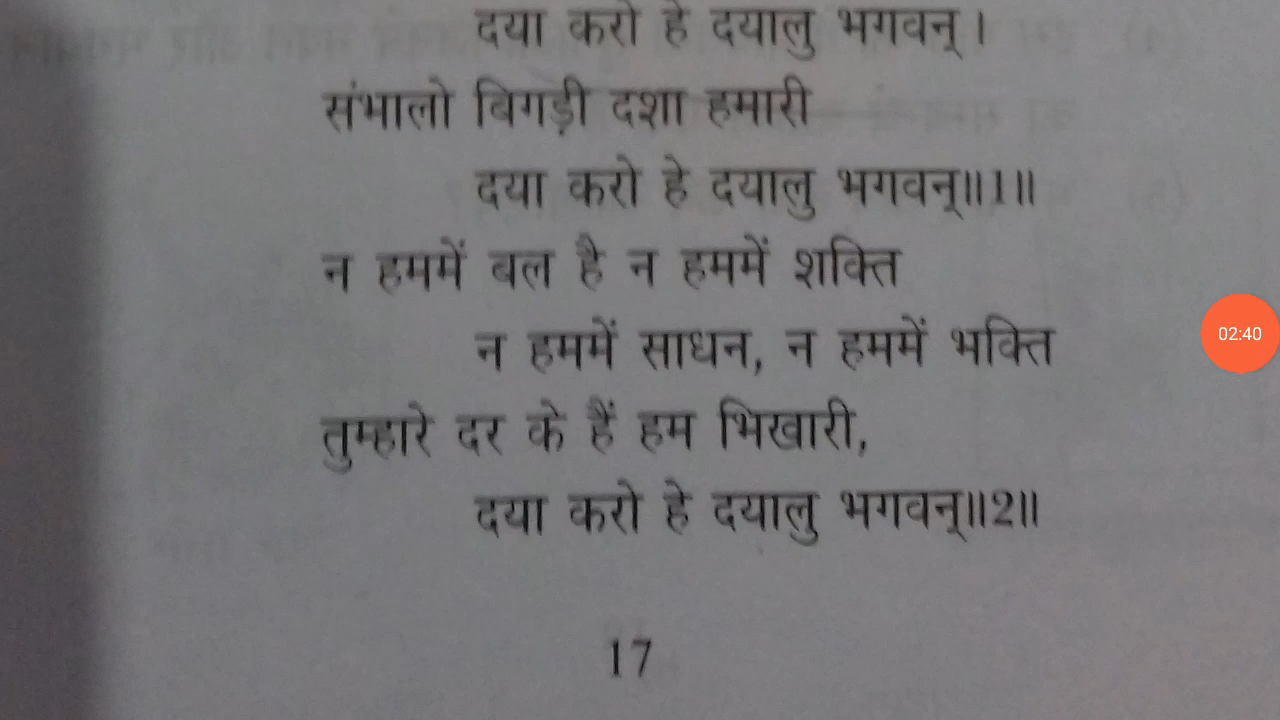 दया करो हे दयालु भगवन्।
संभालो बिगड़ी दशा हमारी
दया करो हे दयालु भगवन्॥1॥
न हममें बल है न हममें शक्ति
न हममें साधन, न हममें भक्ति
तुम्हारे दर के हैं हम भिखारी,
दया करो हे दयालु भगवन्॥2॥
02:40
17